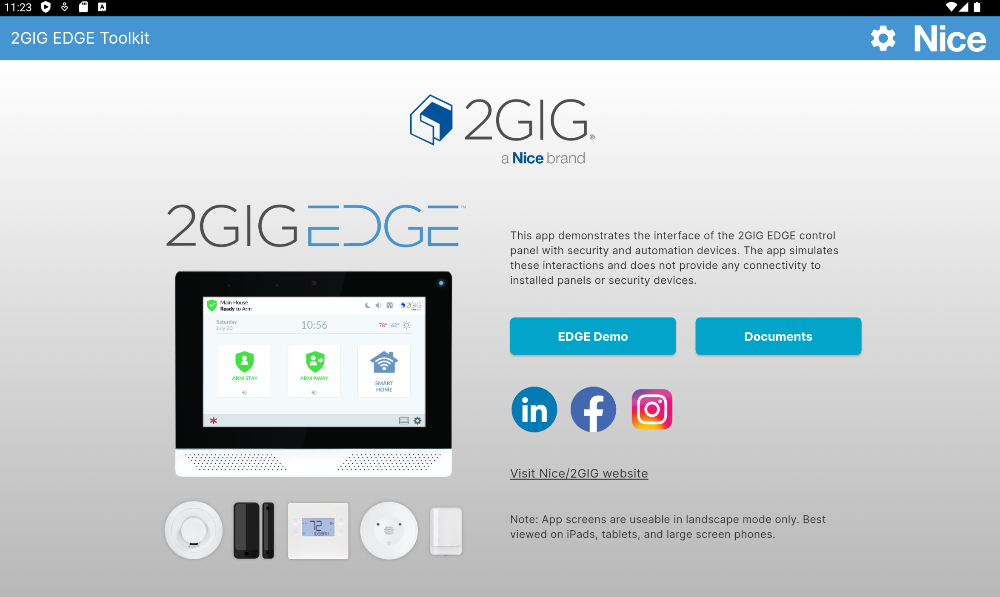 11:23
2GIG EDGE Toolkit
Nice
2GIG®
a Nice brand
2GIG EDGE™
This app demonstrates the interface of the 2GIG EDGE control
panel with security and automation devices. The app simulates
these interactions and does not provide any connectivity to
installed panels or security devices.
Main House
Ready to Arm
2GIG
Saturday
July 20
10:56
78° | 62°
ARM STAY
ARM AWAY
SMART
HOME
EDGE Demo
Documents
in
f
Visit Nice/2GIG website
72
10:38AM
Note: App screens are useable in landscape mode only. Best
viewed on iPads, tablets, and large screen phones.